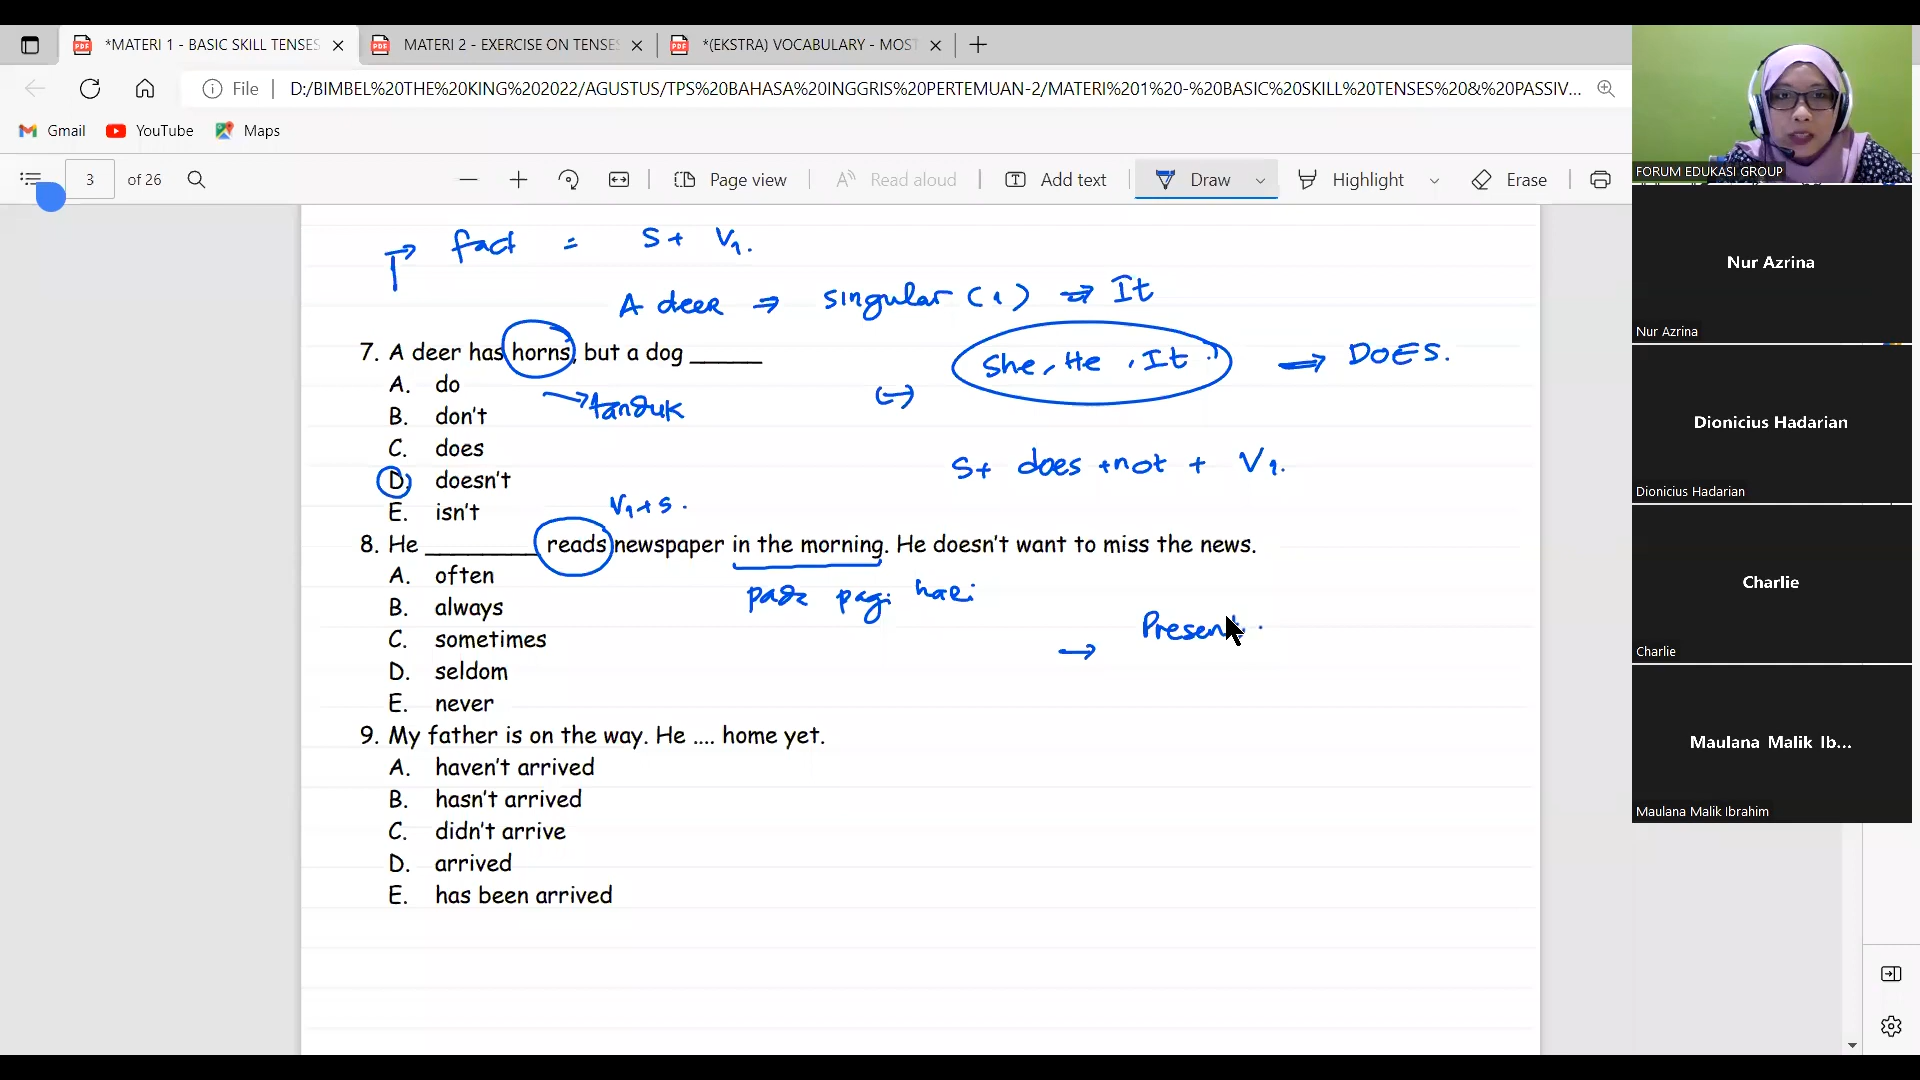 *MATERI 1 - BASIC SKILL TENSES
MATERI 2 - EXERCISE ON TENSES
*(EKSTRA) VOCABULARY - MOST
File
D:/BIMBEL%20THE%20KING%202022/AGUSTUS/TPS%20BAHASA%20INGGRIS%20PERTEMUAN-2/MATERI%201%20-%20BASIC%20SKILL%20TENSES%20&%20PASSIV...
Gmail YouTube Maps
3 of 26
Page view
Read aloud
Add text
Draw
Highlight
Erase
fact = S + V1.
A deer ⇒ singular (1) ⇒ It
7. A deer has horns, but a dog _____
She, He, It → DOES.
A. do
→ tanduk
B. don't
C. does
S + does + not + V1.
D. doesn't
V1+s.
E. isn't
8. He _________ reads newspaper in the morning. He doesn't want to miss the news.
A. often
pada pagi hari
B. always
→ Present.
C. sometimes
D. seldom
E. never
9. My father is on the way. He .... home yet.
A. haven't arrived
B. hasn't arrived
C. didn't arrive
D. arrived
E. has been arrived
FORUM EDUKASI GROUP
Nur Azrina
Nur Azrina
Dionicius Hadarian
Dionicius Hadarian
Charlie
Charlie
Maulana Malik Ib...
Maulana Malik Ibrahim